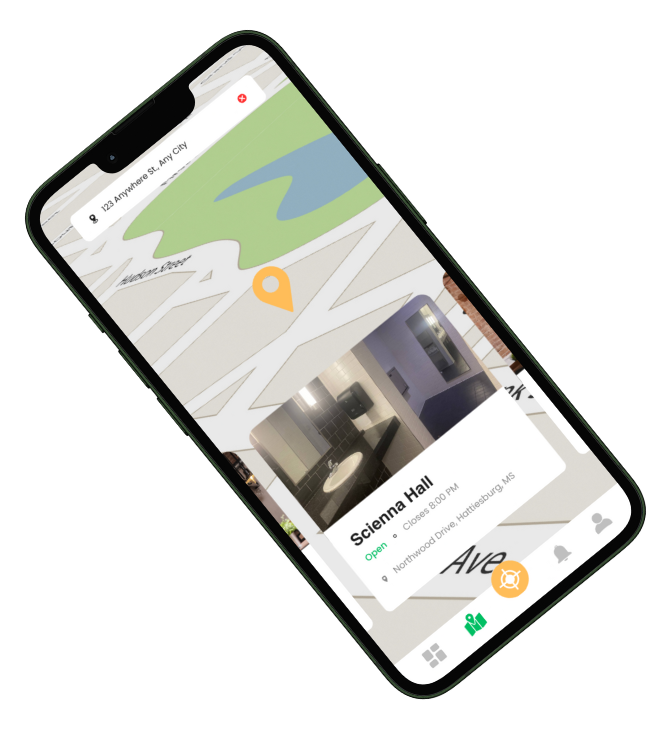 123 Anywhere St., Any City
Hudson Street
Scienna Hall
Open Closes 8:00 PM
Northwood Drive, Hattiesburg, MS
Ave